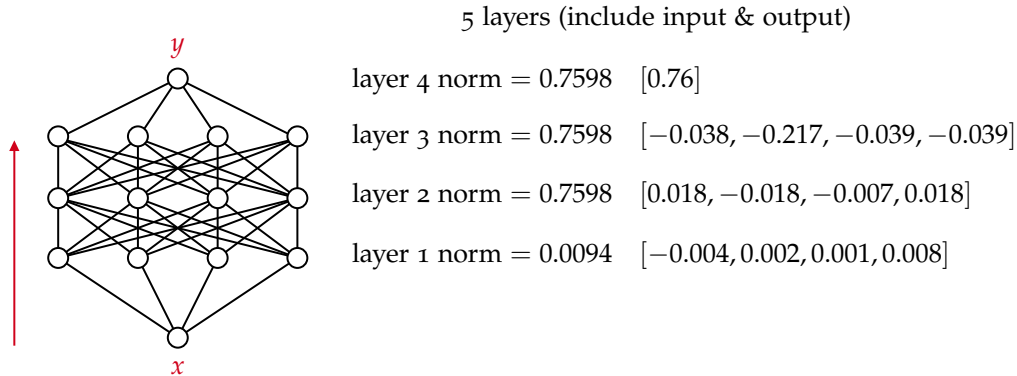 5 layers (include input & output)
y
layer 4 norm = 0.7598 [0.76]
layer 3 norm = 0.7598 [−0.038, −0.217, −0.039, −0.039]
layer 2 norm = 0.7598 [0.018, −0.018, −0.007, 0.018]
layer 1 norm = 0.0094 [−0.004, 0.002, 0.001, 0.008]
x